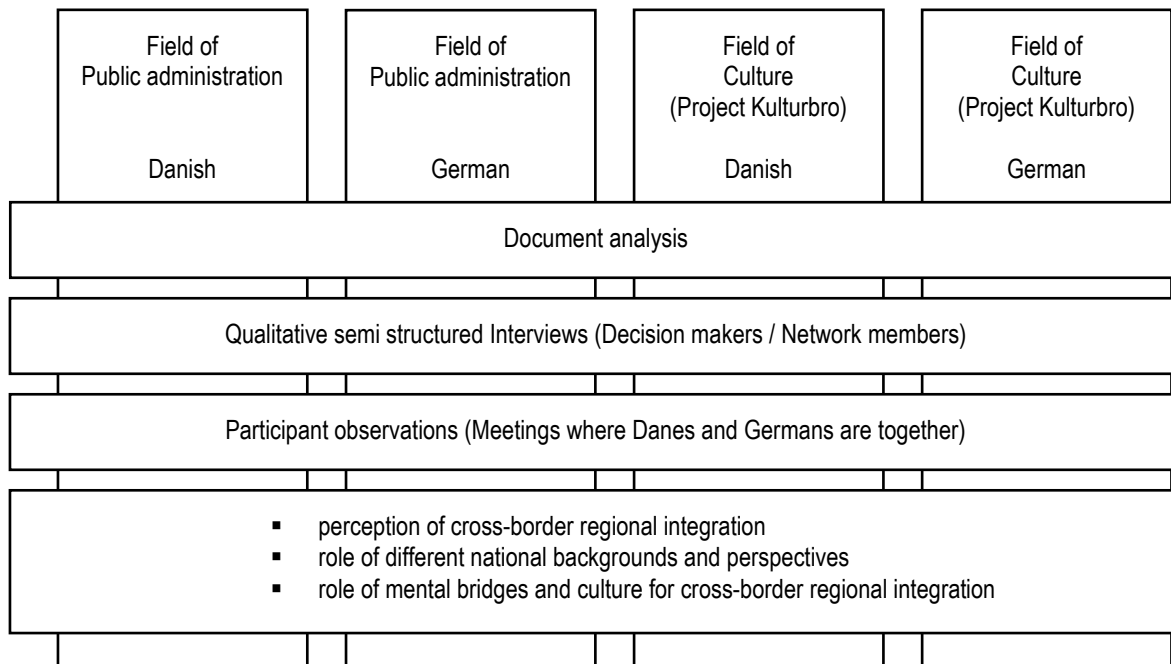 Field of
Public administration
Danish
Field of
Public administration
German
Field of
Culture
(Project Kulturbro)
Danish
Field of
Culture
(Project Kulturbro)
German
Document analysis
Qualitative semi structured Interviews (Decision makers / Network members)
Participant observations (Meetings where Danes and Germans are together)
▪ perception of cross-border regional integration
▪ role of different national backgrounds and perspectives
▪ role of mental bridges and culture for cross-border regional integration